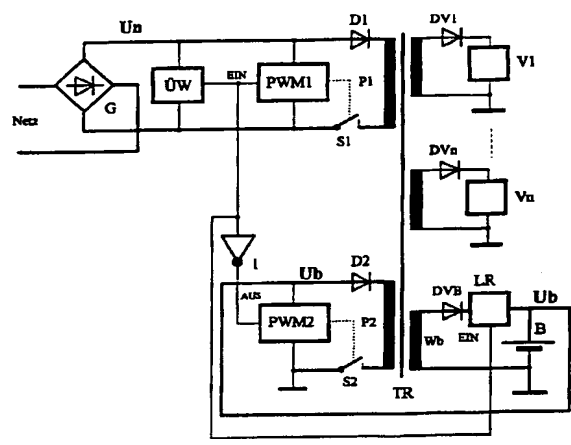 Un
D1
DV1
V1
ÜW
EIN
PWM1
P1
G
Netz
S1
DVn
Vn
I
Ub
D2
DVB
LR
Ub
AUS
PWM2
P2
Wb
EIN
B
S2
TR